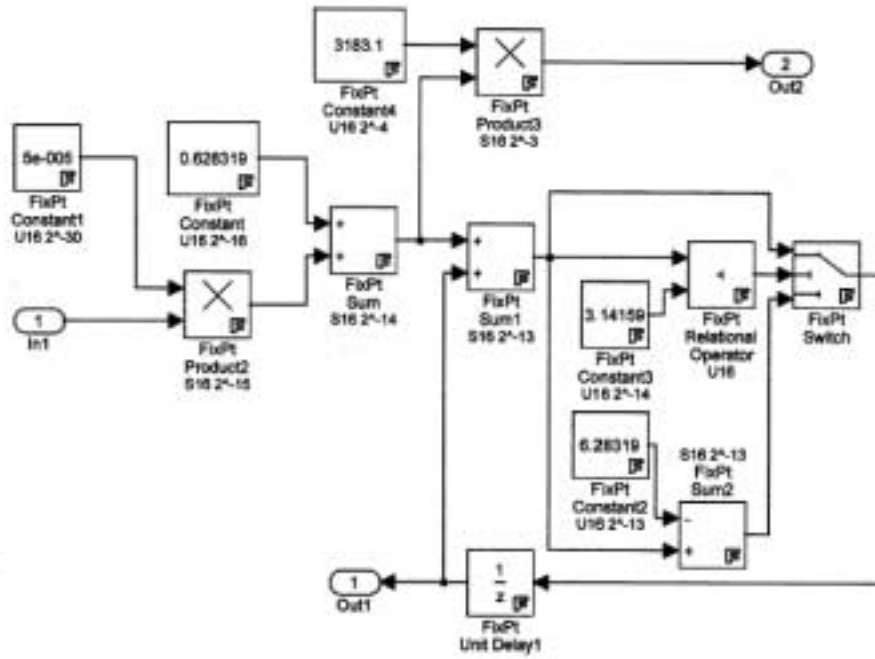 3183.1
FixPt
Constant4
U16 2^-4
FixPt
Product3
S16 2^-3
2
Out2
5e-005
FixPt
Constant1
U16 2^-30
0.628319
FixPt
Constant
U16 2^-16
+
+
FixPt
Sum
S16 2^-14
+
+
FixPt
Sum1
S16 2^-13
1
In1
FixPt
Product2
S16 2^-15
<
FixPt
Relational
Operator
U16
FixPt
Switch
3.14159
FixPt
Constant3
U16 2^-14
6.28319
FixPt
Constant2
U16 2^-13
S16 2^-13
FixPt
Sum2
-
+
1
Out1
1
z
FixPt
Unit Delay1